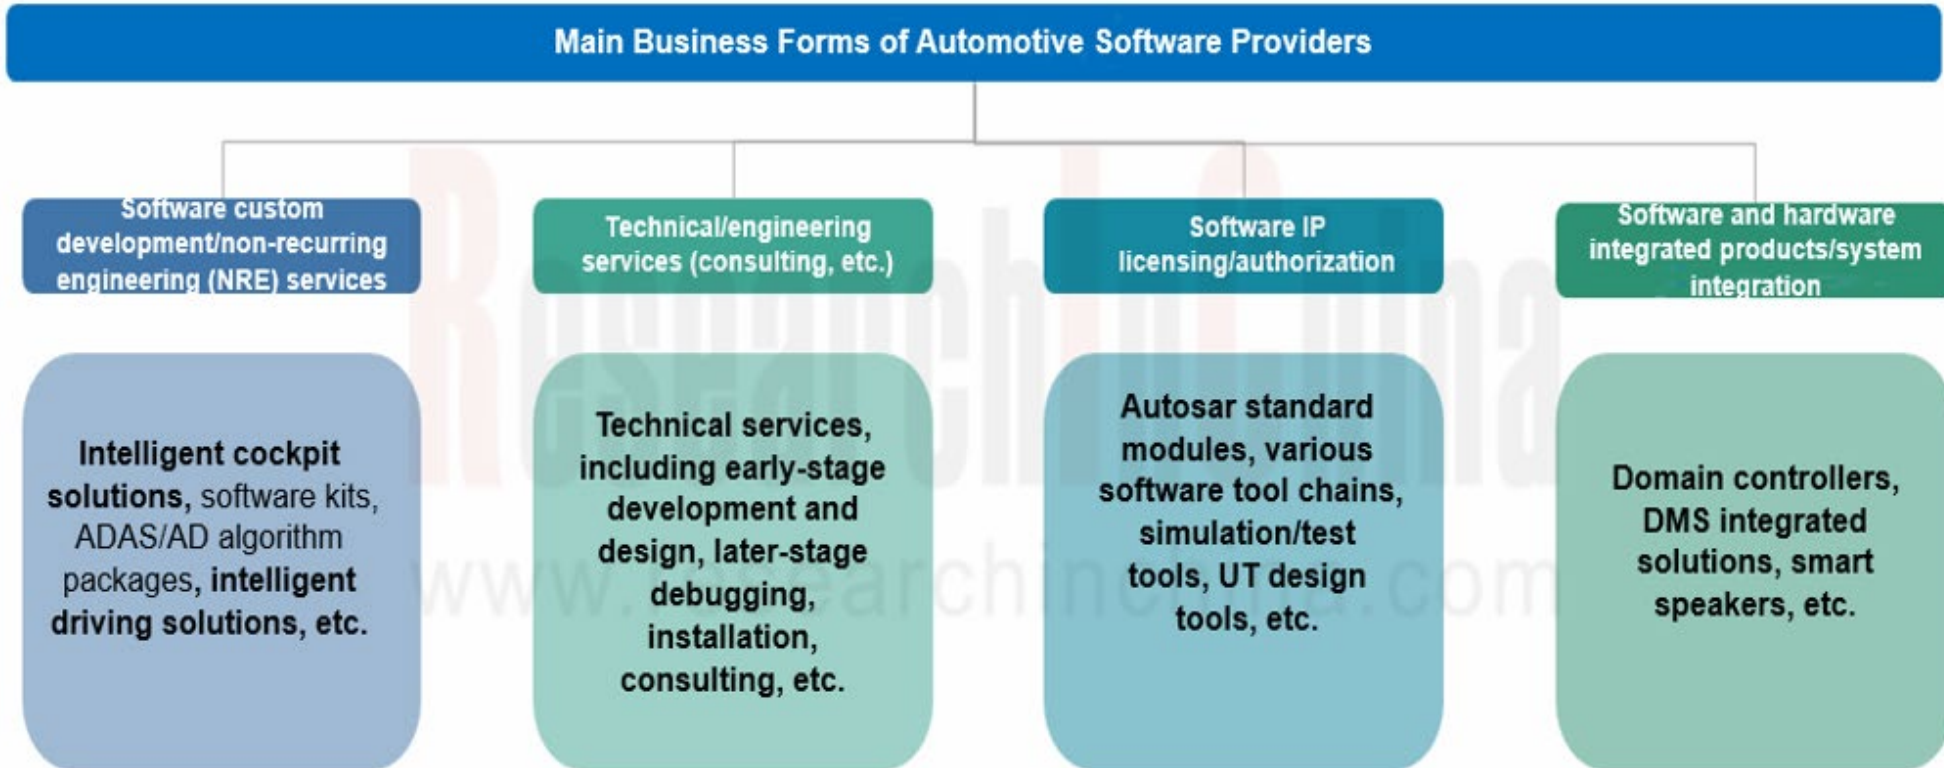 Main Business Forms of Automotive Software Providers
Software custom
development/non-recurring
engineering (NRE) services
Technical/engineering
services (consulting, etc.)
Software IP
licensing/authorization
Software and hardware
integrated products/system
integration
Intelligent cockpit
solutions, software kits,
ADAS/AD algorithm
packages, intelligent
driving solutions, etc.
Technical services,
including early-stage
development and
design, later-stage
debugging,
installation,
consulting, etc.
Autosar standard
modules, various
software tool chains,
simulation/test
tools, UT design
tools, etc.
Domain controllers,
DMS integrated
solutions, smart
speakers, etc.
ResearchInChina
www.researchinchina.com